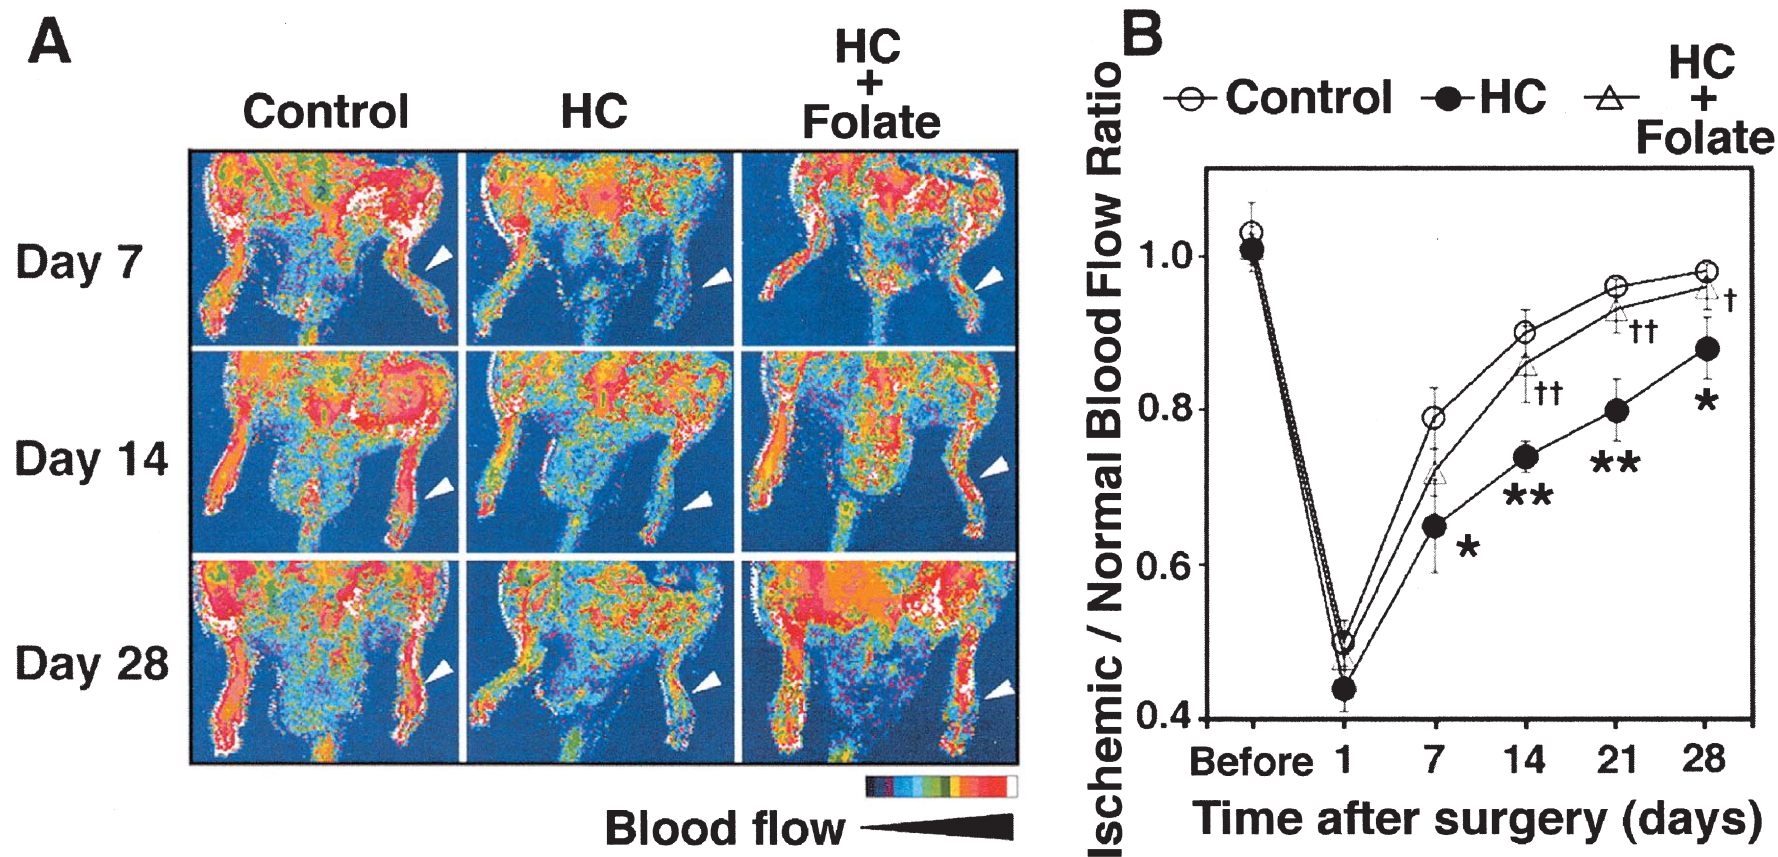 A
Control
HC
HC
+
Folate
Day 7
Day 14
Day 28
Blood flow
B
Control
HC
HC
+
Folate
Ischemic / Normal Blood Flow Ratio
1.0
0.8
0.6
0.4
*
**
**
*
††
††
†
Before 1 7 14 21 28
Time after surgery (days)